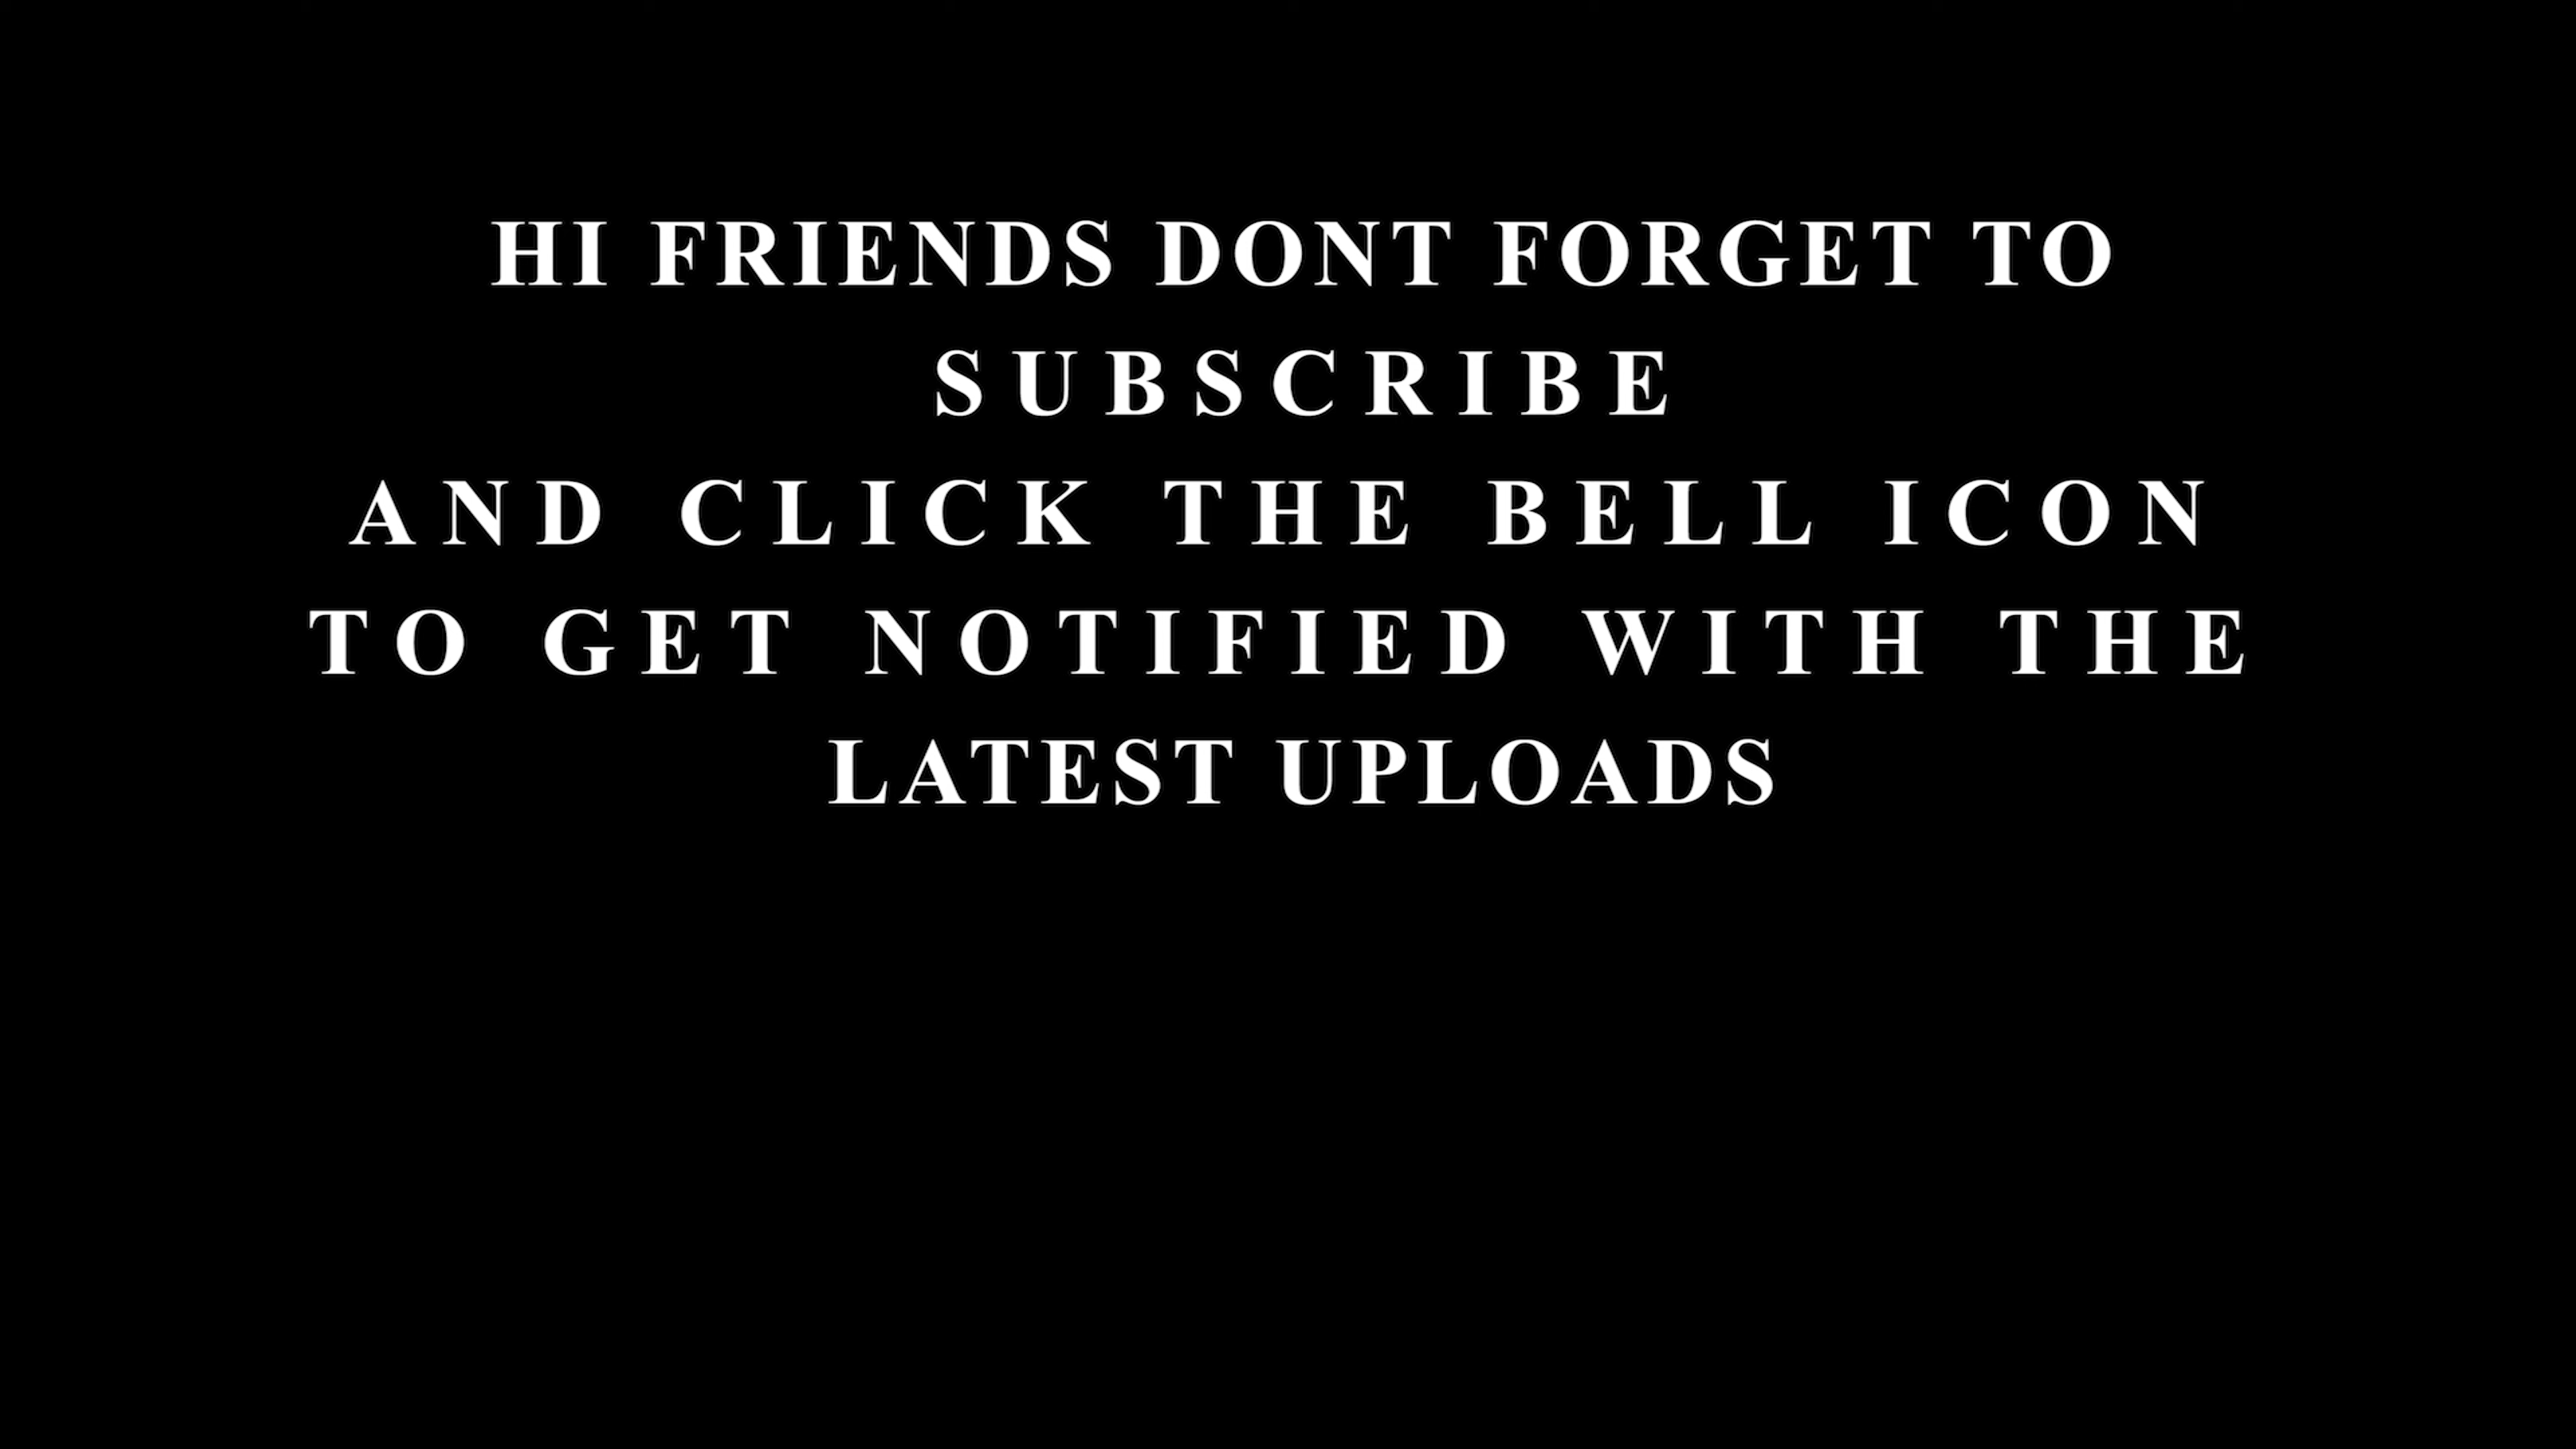 HI FRIENDS DONT FORGET TO
SUBSCRIBE
AND CLICK THE BELL ICON
TO GET NOTIFIED WITH THE
LATEST UPLOADS